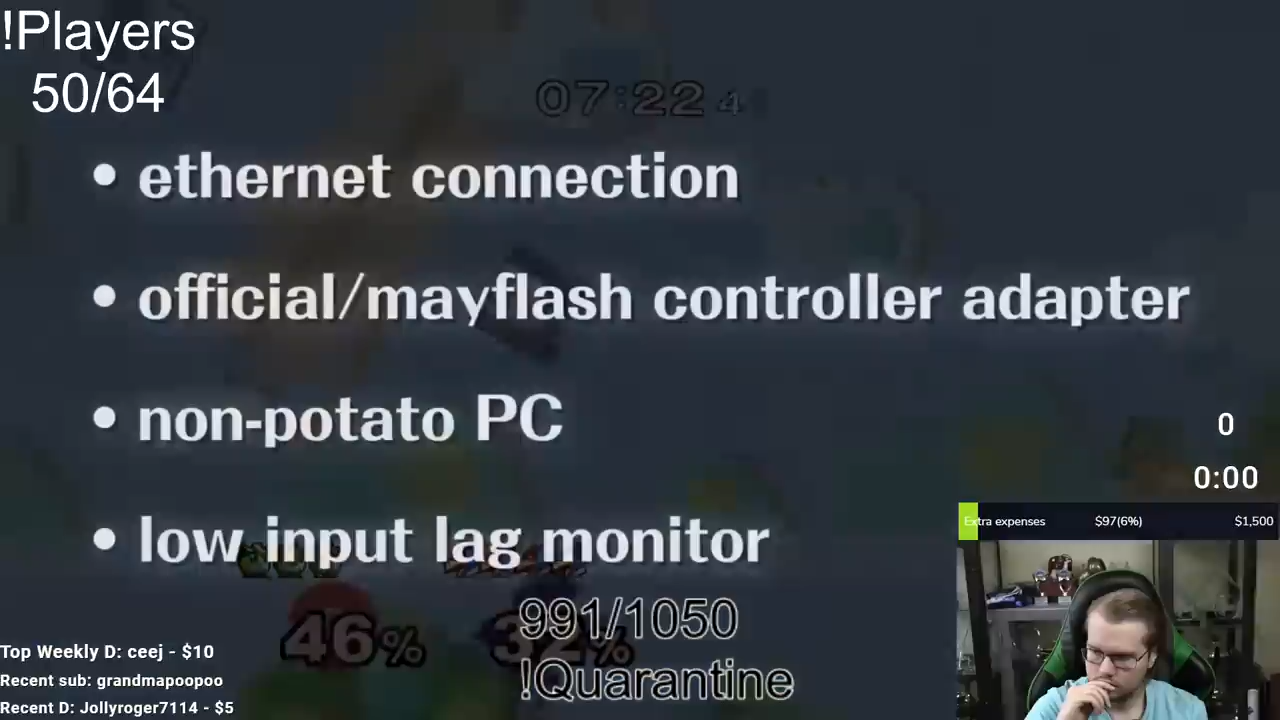 !Players
50/64
07:22 4
• ethernet connection
• official/mayflash controller adapter
• non-potato PC
• low input lag monitor
0
0:00
Extra expenses $97(6%) $1,500
46% 32%
991/1050
!Quarantine
Top Weekly D: ceej - $10
Recent sub: grandmapoopoo
Recent D: Jollyroger7114 - $5